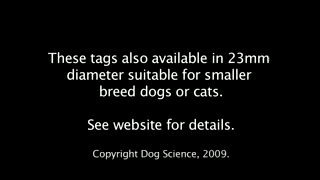 These tags also available in 23mm
diameter suitable for smaller
breed dogs or cats.
See website for details.
Copyright Dog Science, 2009.